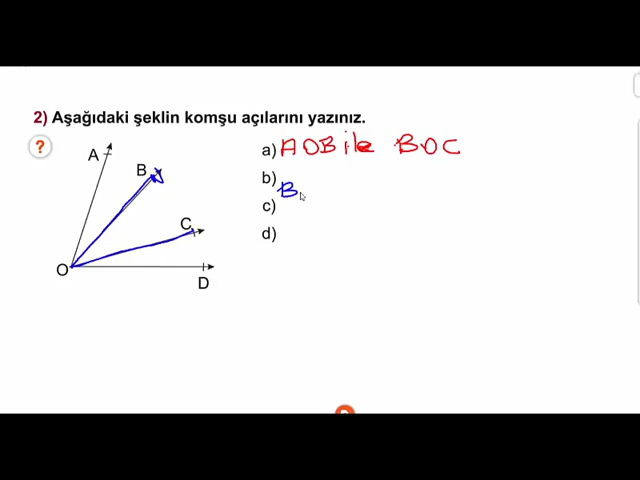 2) Aşağıdaki şeklin komşu açılarını yazınız.
?
a) AOB ile BOC
b)
B
c)
d)
A
B
C
O
D